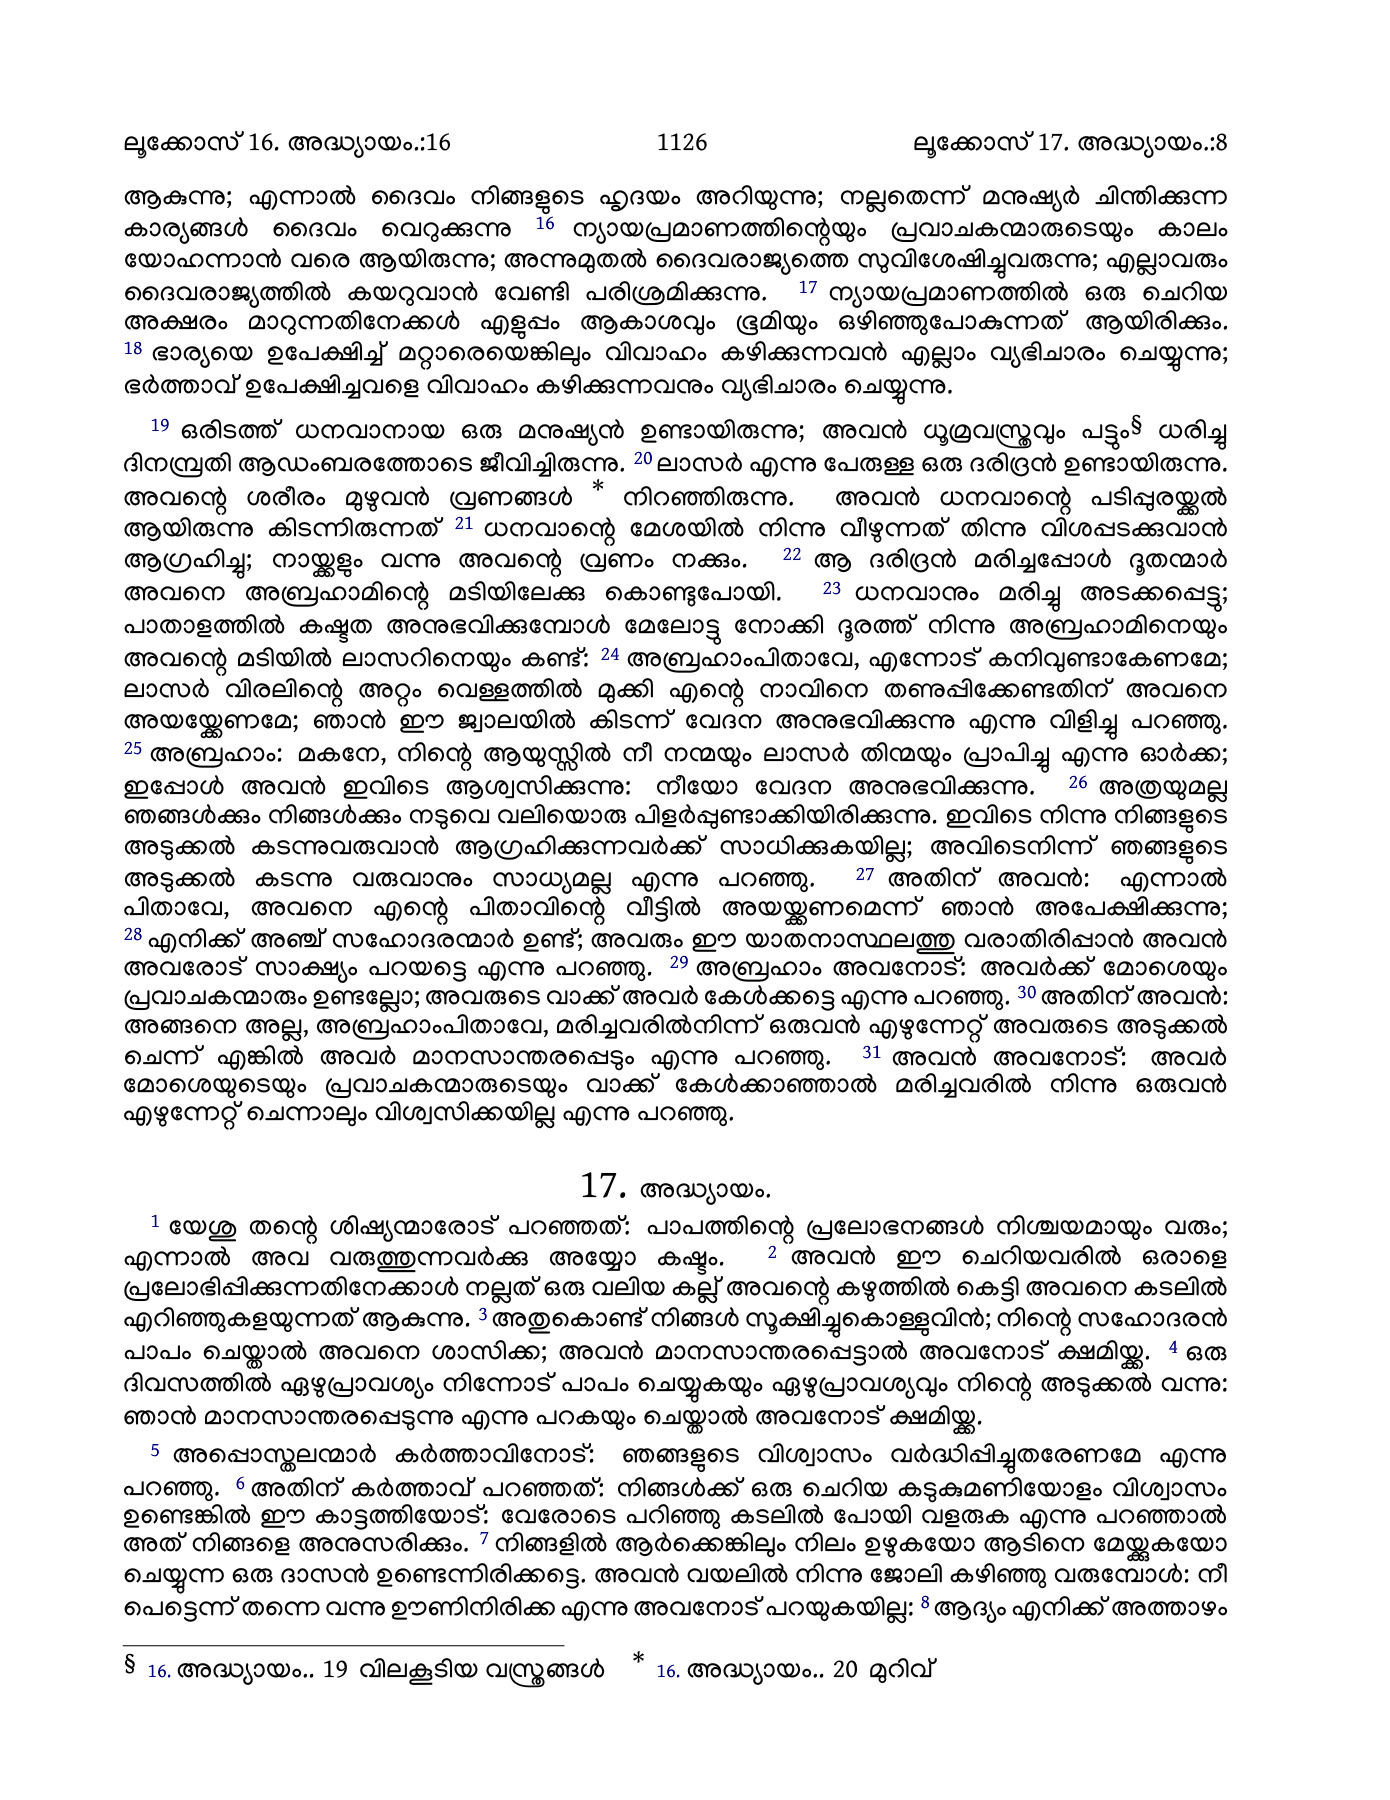 ലൂക്കോസ് 16. അദ്ധ്യായം.:16 1126 ലൂക്കോസ് 17. അദ്ധ്യായം.:8
ആകുന്നു; എന്നാൽ ദൈവം നിങ്ങളുടെ ഹൃദയം അറിയുന്നു; നല്ലതെന്ന് മനുഷ്യർ ചിന്തിക്കുന്ന
കാര്യങ്ങൾ ദൈവം വെറുക്കുന്നു 16 ന്യായപ്രമാണത്തിന്റെയും പ്രവാചകന്മാരുടെയും കാലം
യോഹന്നാൻ വരെ ആയിരുന്നു; അന്നുമുതൽ ദൈവരാജ്യത്തെ സുവിശേഷിച്ചുവരുന്നു; എല്ലാവരും
ദൈവരാജ്യത്തിൽ കയറുവാൻ വേണ്ടി പരിശ്രമിക്കുന്നു. 17 ന്യായപ്രമാണത്തിൽ ഒരു ചെറിയ
അക്ഷരം മാറുന്നതിനേക്കൾ എളുപ്പം ആകാശവും ഭൂമിയും ഒഴിഞ്ഞുപോകുന്നത് ആയിരിക്കും.
18 ഭാര്യയെ ഉപേക്ഷിച്ച് മറ്റാരെയെങ്കിലും വിവാഹം കഴിക്കുന്നവൻ എല്ലാം വ്യഭിചാരം ചെയ്യുന്നു;
ഭർത്താവ് ഉപേക്ഷിച്ചവളെ വിവാഹം കഴിക്കുന്നവനും വ്യഭിചാരം ചെയ്യുന്നു.
19 ഒരിടത്ത് ധനവാനായ ഒരു മനുഷ്യൻ ഉണ്ടായിരുന്നു; അവൻ ധൂമ്രവസ്ത്രവും പട്ടും§ ധരിച്ചു
ദിനമ്പ്രതി ആഡംബരത്തോടെ ജീവിച്ചിരുന്നു. 20 ലാസർ എന്നു പേരുള്ള ഒരു ദരിദ്രൻ ഉണ്ടായിരുന്നു.
അവന്റെ ശരീരം മുഴുവൻ വ്രണങ്ങൾ * നിറഞ്ഞിരുന്നു. അവൻ ധനവാന്റെ പടിപ്പുരയ്ക്കൽ
ആയിരുന്നു കിടന്നിരുന്നത് 21 ധനവാന്റെ മേശയിൽ നിന്നു വീഴുന്നത് തിന്നു വിശപ്പടക്കുവാൻ
ആഗ്രഹിച്ചു; നായ്ക്കളും വന്നു അവന്റെ വ്രണം നക്കും. 22 ആ ദരിദ്രൻ മരിച്ചപ്പോൾ ദൂതന്മാർ
അവനെ അബ്രഹാമിന്റെ മടിയിലേക്കു കൊണ്ടുപോയി. 23 ധനവാനും മരിച്ചു അടക്കപ്പെട്ടു;
പാതാളത്തിൽ കഷ്ടത അനുഭവിക്കുമ്പോൾ മേലോട്ടു നോക്കി ദൂരത്ത് നിന്നു അബ്രഹാമിനെയും
അവന്റെ മടിയിൽ ലാസറിനെയും കണ്ട്: 24 അബ്രഹാംപിതാവേ, എന്നോട് കനിവുണ്ടാകേണമേ;
ലാസർ വിരലിന്റെ അറ്റം വെള്ളത്തിൽ മുക്കി എന്റെ നാവിനെ തണുപ്പിക്കേണ്ടതിന് അവനെ
അയയ്ക്കേണമേ; ഞാൻ ഈ ജ്വാലയിൽ കിടന്ന് വേദന അനുഭവിക്കുന്നു എന്നു വിളിച്ചു പറഞ്ഞു.
25 അബ്രഹാം: മകനേ, നിന്റെ ആയുസ്സിൽ നീ നന്മയും ലാസർ തിന്മയും പ്രാപിച്ചു എന്നു ഓർക്ക;
ഇപ്പോൾ അവൻ ഇവിടെ ആശ്വസിക്കുന്നു: നീയോ വേദന അനുഭവിക്കുന്നു. 26 അത്രയുമല്ല
ഞങ്ങൾക്കും നിങ്ങൾക്കും നടുവെ വലിയൊരു പിളർപ്പുണ്ടാക്കിയിരിക്കുന്നു. ഇവിടെ നിന്നു നിങ്ങളുടെ
അടുക്കൽ കടന്നുവരുവാൻ ആഗ്രഹിക്കുന്നവർക്ക് സാധിക്കുകയില്ല; അവിടെനിന്ന് ഞങ്ങളുടെ
അടുക്കൽ കടന്നു വരുവാനും സാധ്യമല്ല എന്നു പറഞ്ഞു. 27 അതിന് അവൻ: എന്നാൽ
പിതാവേ, അവനെ എന്റെ പിതാവിന്റെ വീട്ടിൽ അയയ്ക്കണമെന്ന് ഞാൻ അപേക്ഷിക്കുന്നു;
28 എനിക്ക് അഞ്ച് സഹോദരന്മാർ ഉണ്ട്; അവരും ഈ യാതനാസ്ഥലത്തു വരാതിരിപ്പാൻ അവൻ
അവരോട് സാക്ഷ്യം പറയട്ടെ എന്നു പറഞ്ഞു. 29 അബ്രഹാം അവനോട്: അവർക്ക് മോശെയും
പ്രവാചകന്മാരും ഉണ്ടല്ലോ; അവരുടെ വാക്ക് അവർ കേൾക്കട്ടെ എന്നു പറഞ്ഞു. 30 അതിന് അവൻ:
അങ്ങനെ അല്ല, അബ്രഹാംപിതാവേ, മരിച്ചവരിൽനിന്ന് ഒരുവൻ എഴുന്നേറ്റ് അവരുടെ അടുക്കൽ
ചെന്ന് എങ്കിൽ അവർ മാനസാന്തരപ്പെടും എന്നു പറഞ്ഞു. 31 അവൻ അവനോട്: അവർ
മോശെയുടെയും പ്രവാചകന്മാരുടെയും വാക്ക് കേൾക്കാഞ്ഞാൽ മരിച്ചവരിൽ നിന്നു ഒരുവൻ
എഴുന്നേറ്റ് ചെന്നാലും വിശ്വസിക്കയില്ല എന്നു പറഞ്ഞു.
17. അദ്ധ്യായം.
1 യേശു തന്റെ ശിഷ്യന്മാരോട് പറഞ്ഞത്: പാപത്തിന്റെ പ്രലോഭനങ്ങൾ നിശ്ചയമായും വരും;
എന്നാൽ അവ വരുത്തുന്നവർക്കു അയ്യോ കഷ്ടം. 2 അവൻ ഈ ചെറിയവരിൽ ഒരാളെ
പ്രലോഭിപ്പിക്കുന്നതിനേക്കാൾ നല്ലത് ഒരു വലിയ കല്ല് അവന്റെ കഴുത്തിൽ കെട്ടി അവനെ കടലിൽ
എറിഞ്ഞുകളയുന്നത് ആകുന്നു. 3 അതുകൊണ്ട് നിങ്ങൾ സൂക്ഷിച്ചുകൊള്ളുവിൻ; നിന്റെ സഹോദരൻ
പാപം ചെയ്താൽ അവനെ ശാസിക്ക; അവൻ മാനസാന്തരപ്പെട്ടാൽ അവനോട് ക്ഷമിയ്ക്ക. 4 ഒരു
ദിവസത്തിൽ ഏഴുപ്രാവശ്യം നിന്നോട് പാപം ചെയ്യുകയും ഏഴുപ്രാവശ്യവും നിന്റെ അടുക്കൽ വന്നു:
ഞാൻ മാനസാന്തരപ്പെടുന്നു എന്നു പറകയും ചെയ്താൽ അവനോട് ക്ഷമിയ്ക്ക.
5 അപ്പൊസ്തലന്മാർ കർത്താവിനോട്: ഞങ്ങളുടെ വിശ്വാസം വർദ്ധിപ്പിച്ചുതരേണമേ എന്നു
പറഞ്ഞു. 6 അതിന് കർത്താവ് പറഞ്ഞത്: നിങ്ങൾക്ക് ഒരു ചെറിയ കടുകുമണിയോളം വിശ്വാസം
ഉണ്ടെങ്കിൽ ഈ കാട്ടത്തിയോട്: വേരോടെ പറിഞ്ഞു കടലിൽ പോയി വളരുക എന്നു പറഞ്ഞാൽ
അത് നിങ്ങളെ അനുസരിക്കും. 7 നിങ്ങളിൽ ആർക്കെങ്കിലും നിലം ഉഴുകയോ ആടിനെ മേയ്ക്കുകയോ
ചെയ്യുന്ന ഒരു ദാസൻ ഉണ്ടെന്നിരിക്കട്ടെ. അവൻ വയലിൽ നിന്നു ജോലി കഴിഞ്ഞു വരുമ്പോൾ: നീ
പെട്ടെന്ന് തന്നെ വന്നു ഊണിനിരിക്ക എന്നു അവനോട് പറയുകയില്ല: 8 ആദ്യം എനിക്ക് അത്താഴം
§ 16. അദ്ധ്യായം.. 19 വിലകൂടിയ വസ്ത്രങ്ങൾ * 16. അദ്ധ്യായം.. 20 മുറിവ്